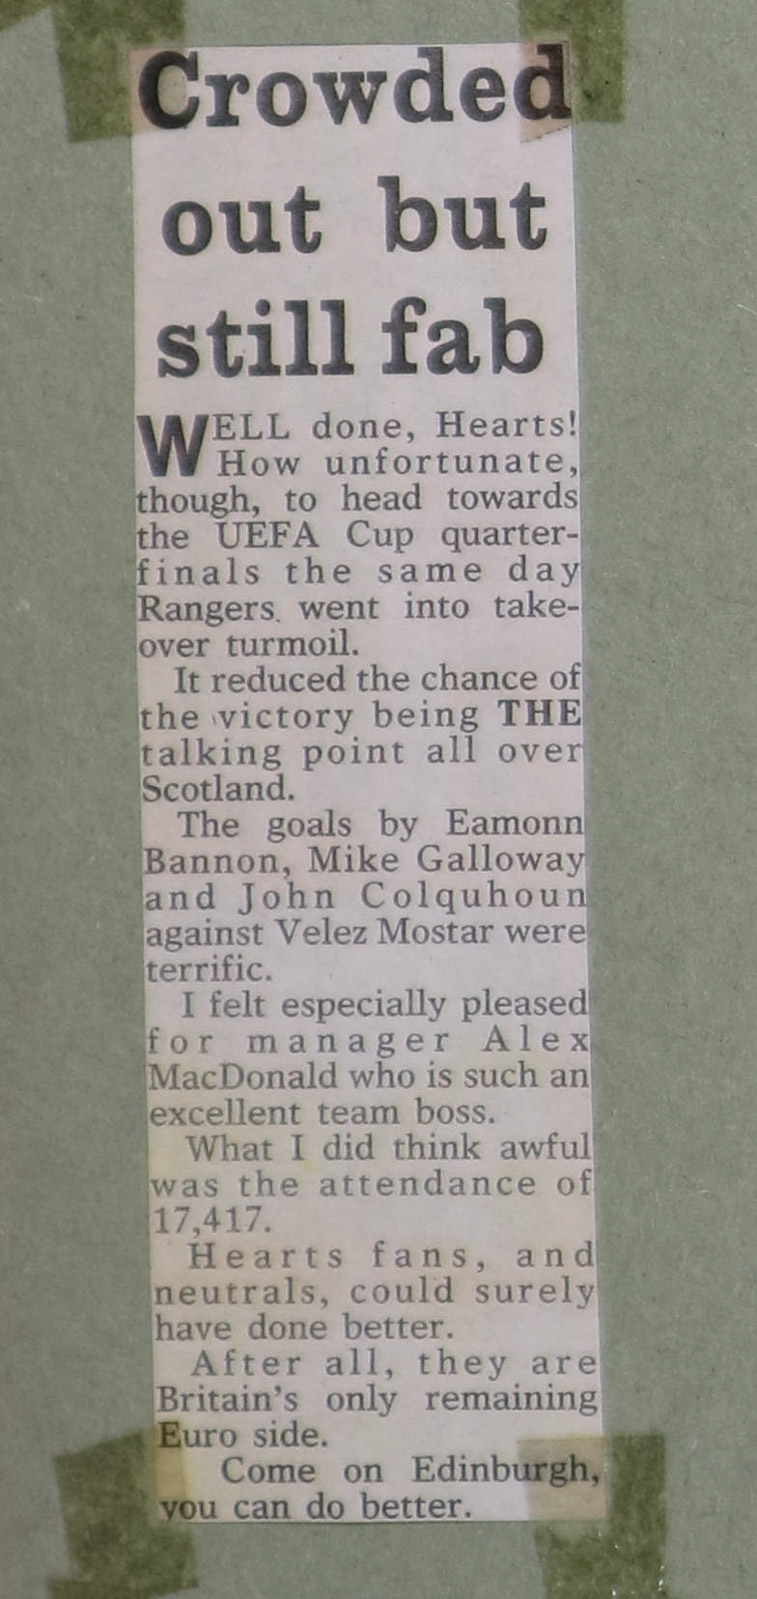 Crowded
out but
still fab
WELL done, Hearts!
How unfortunate,
though, to head towards
the UEFA Cup quarter-
finals the same day
Rangers. went into take-
over turmoil.
It reduced the chance of
the victory being THE
talking point all over
Scotland.
The goals by Eamonn
Bannon, Mike Galloway
and John Colquhoun
against Velez Mostar were
terrific.
I felt especially pleased
for manager Alex
MacDonald who is such an
excellent team boss.
What I did think awful
was the attendance of
17,417.
Hearts fans, and
neutrals, could surely
have done better.
After all, they are
Britain's only remaining
Euro side.
Come on Edinburgh,
you can do better.